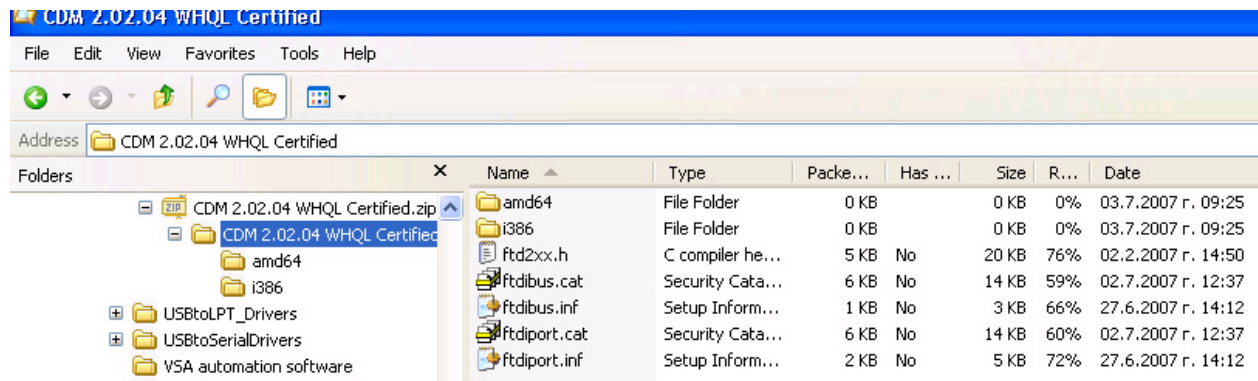 CDM 2.02.04 WHQL Certified
File Edit View Favorites Tools Help
Address CDM 2.02.04 WHQL Certified
Folders
ZIP CDM 2.02.04 WHQL Certified.zip
CDM 2.02.04 WHQL Certified
amd64
i386
USBtoLPT_Drivers
USBtoSerialDrivers
VSA automation software
Name Type Packe... Has ... Size R... Date
amd64 File Folder 0 KB 0 KB 0% 03.7.2007 г. 09:25
i386 File Folder 0 KB 0 KB 0% 03.7.2007 г. 09:25
ftd2xx.h C compiler he... 5 KB No 20 KB 76% 02.2.2007 г. 14:50
ftdibus.cat Security Cata... 6 KB No 14 KB 59% 02.7.2007 г. 12:37
ftdibus.inf Setup Inform... 1 KB No 3 KB 66% 27.6.2007 г. 14:12
ftdiport.cat Security Cata... 6 KB No 14 KB 60% 02.7.2007 г. 12:37
ftdiport.inf Setup Inform... 2 KB No 5 KB 72% 27.6.2007 г. 14:12